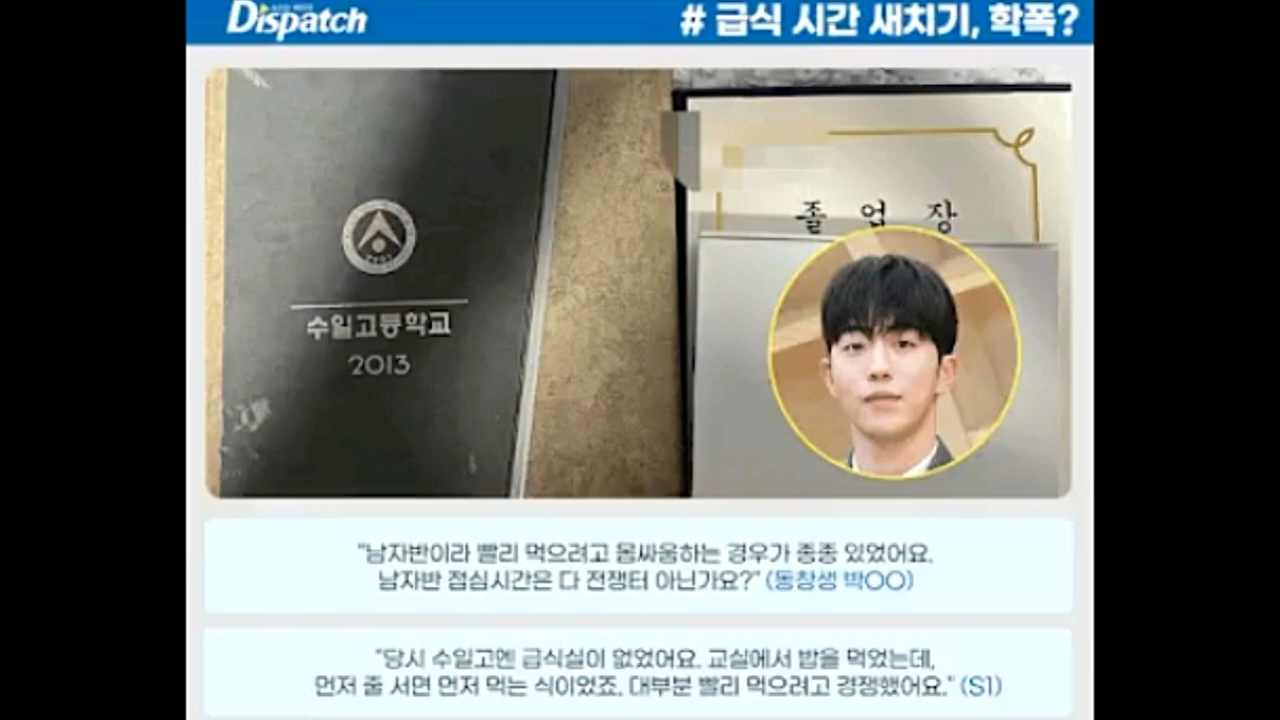 Dispatch
# 급식 시간 새치기, 학폭?
수일고등학교
2013
졸 업 장
"남자반이라 빨리 먹으려고 몸싸움하는 경우가 종종 있었어요.
남자반 점심시간은 다 전쟁터 아닌가요?" (동창생 박OO)
"당시 수일고엔 급식실이 없었어요. 교실에서 밥을 먹었는데,
먼저 줄 서면 먼저 먹는 식이었죠. 대부분 빨리 먹으려고 경쟁했어요." (S1)